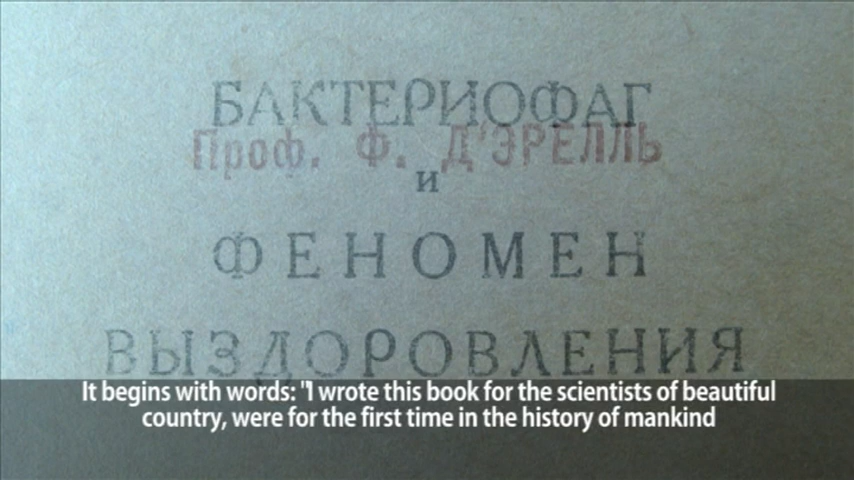 БАКТЕРИОФАГ
Проф. Ф. Д'ЭРЕЛЛЬ
и
ФЕНОМЕН
ВЫЗДОРОВЛЕНИЯ
It begins with words: "I wrote this book for the scientists of beautiful
country, were for the first time in the history of mankind